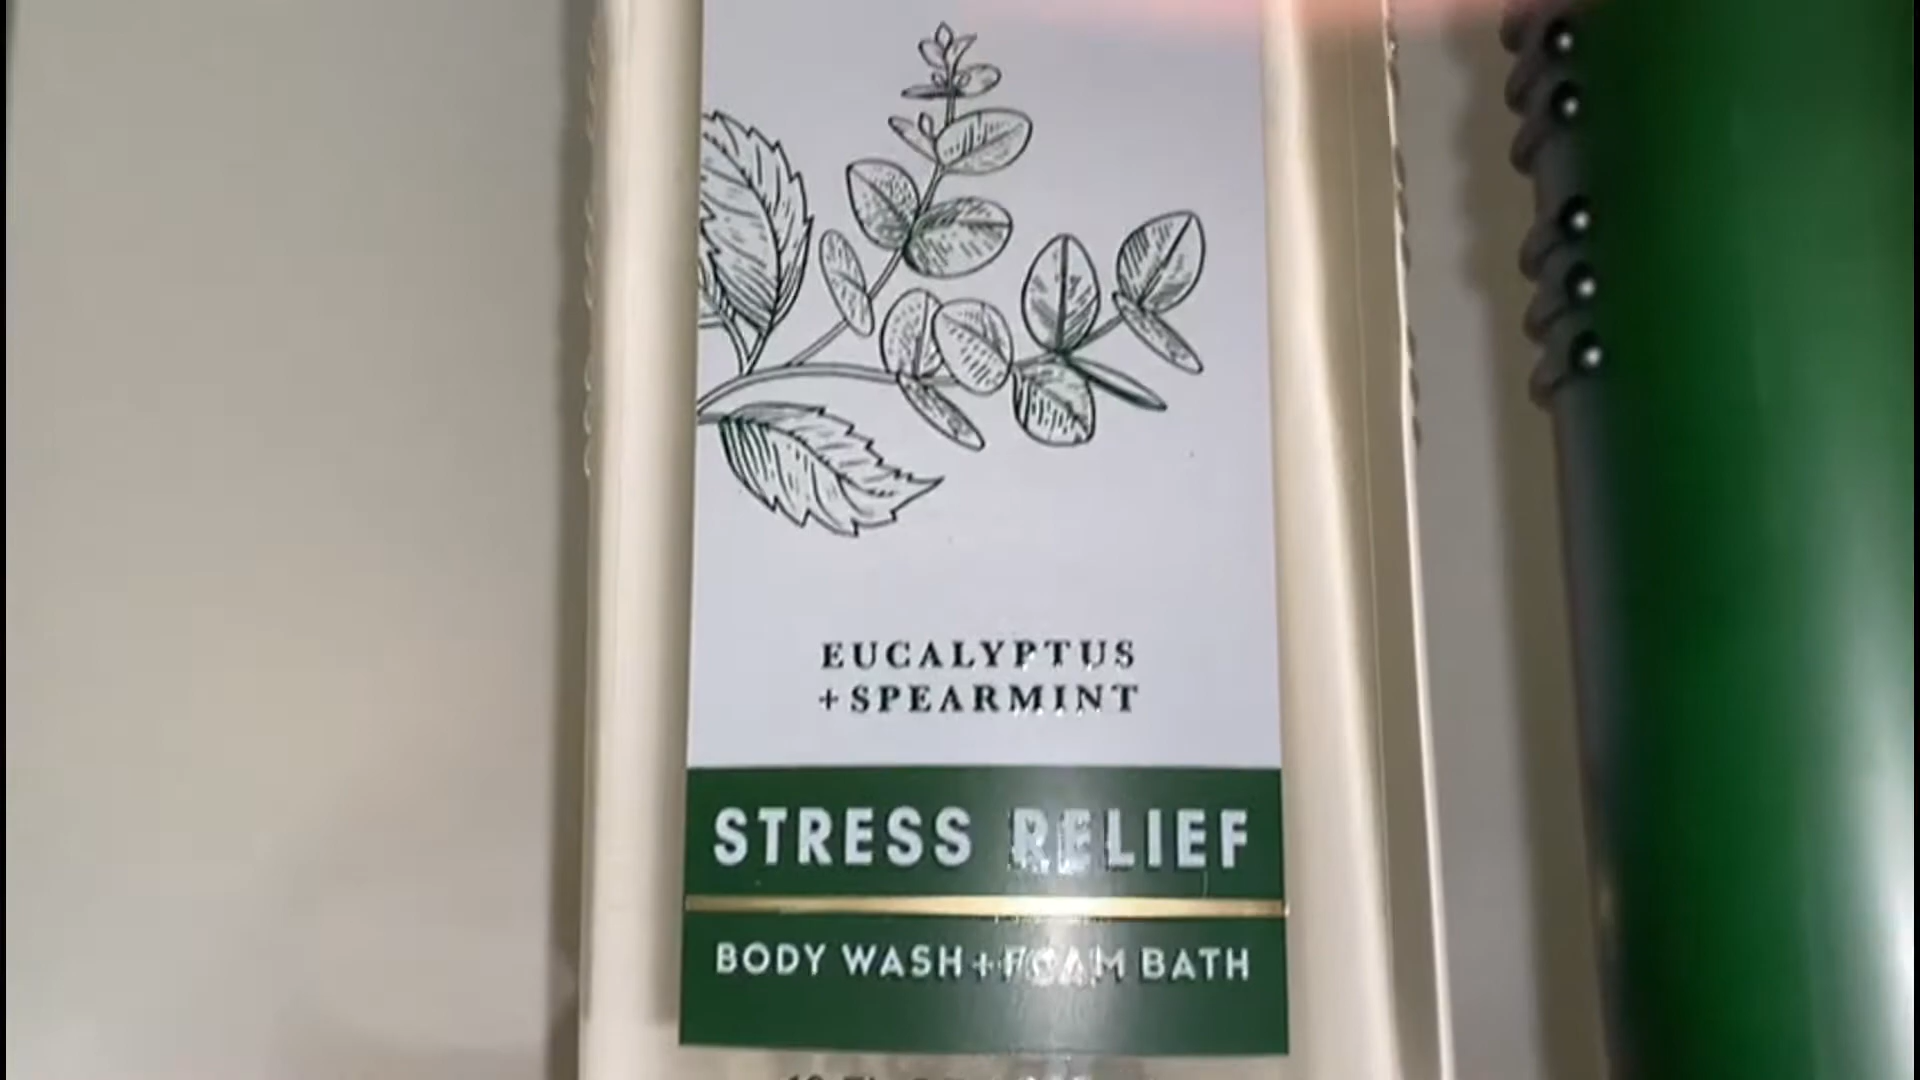 EUCALYPTUS
+SPEARMINT
STRESS RELIEF
BODY WASH+FOAM BATH